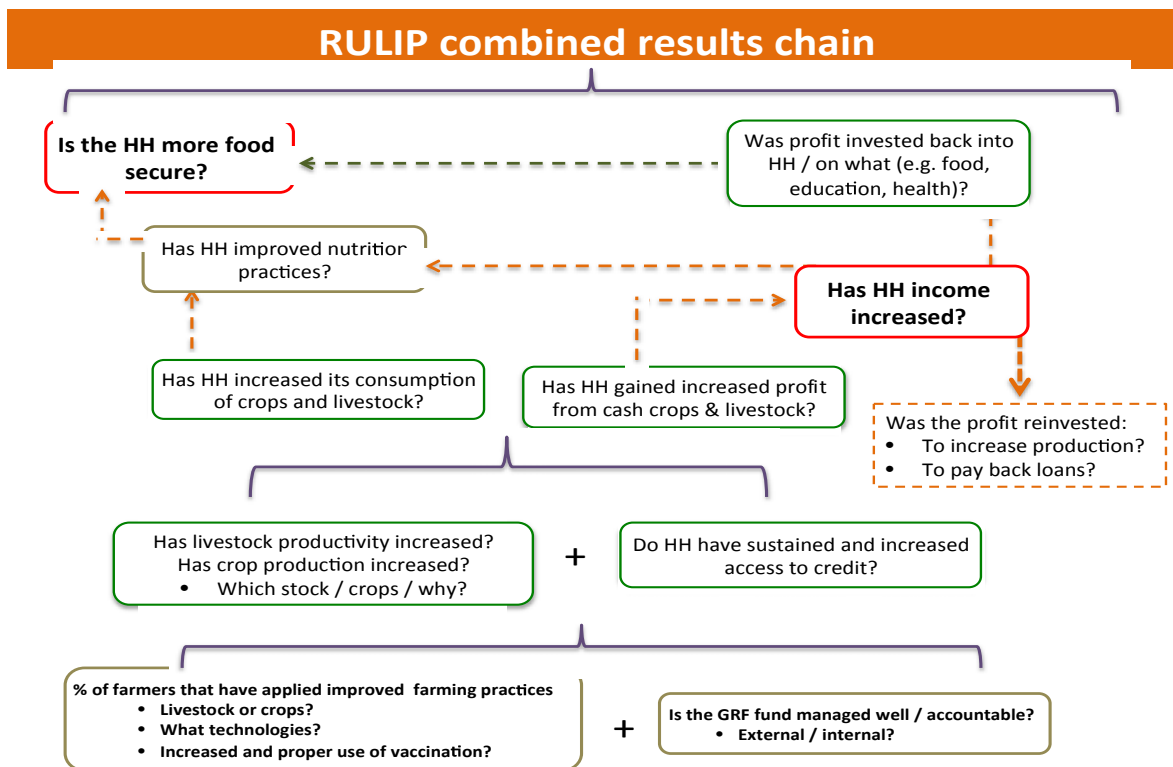 RULIP combined results chain
Is the HH more food
secure?
Was profit invested back into
HH / on what (e.g. food,
education, health)?
Has HH improved nutrition
practices?
Has HH income
increased?
Has HH increased its consumption
of crops and livestock?
Has HH gained increased profit
from cash crops & livestock?
Was the profit reinvested:
• To increase production?
• To pay back loans?
Has livestock productivity increased?
Has crop production increased?
• Which stock / crops / why?
+
Do HH have sustained and increased
access to credit?
% of farmers that have applied improved farming practices
• Livestock or crops?
• What technologies?
• Increased and proper use of vaccination?
+
Is the GRF fund managed well / accountable?
• External / internal?